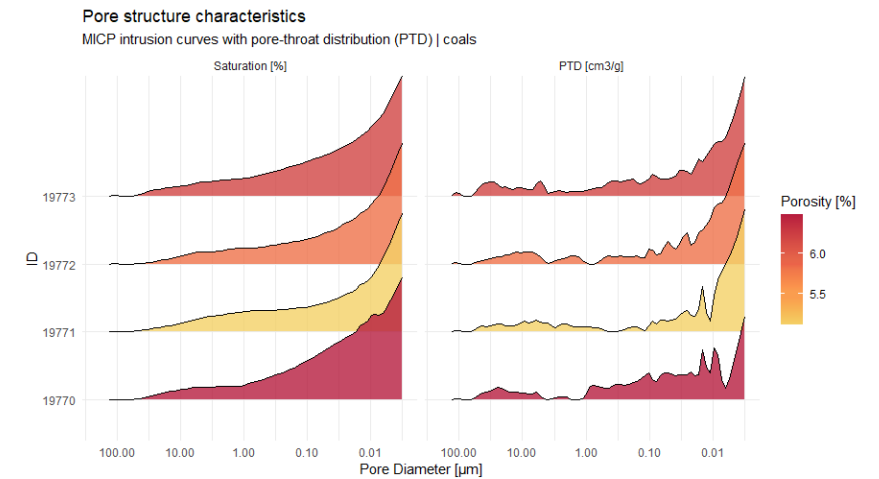 Pore structure characteristics
MICP intrusion curves with pore-throat distribution (PTD) | coals
Saturation [%]
PTD [cm3/g]
19773
19772
19771
19770
ID
Porosity [%]
6.0
5.5
100.00 10.00 1.00 0.10 0.01
100.00 10.00 1.00 0.10 0.01
Pore Diameter [µm]